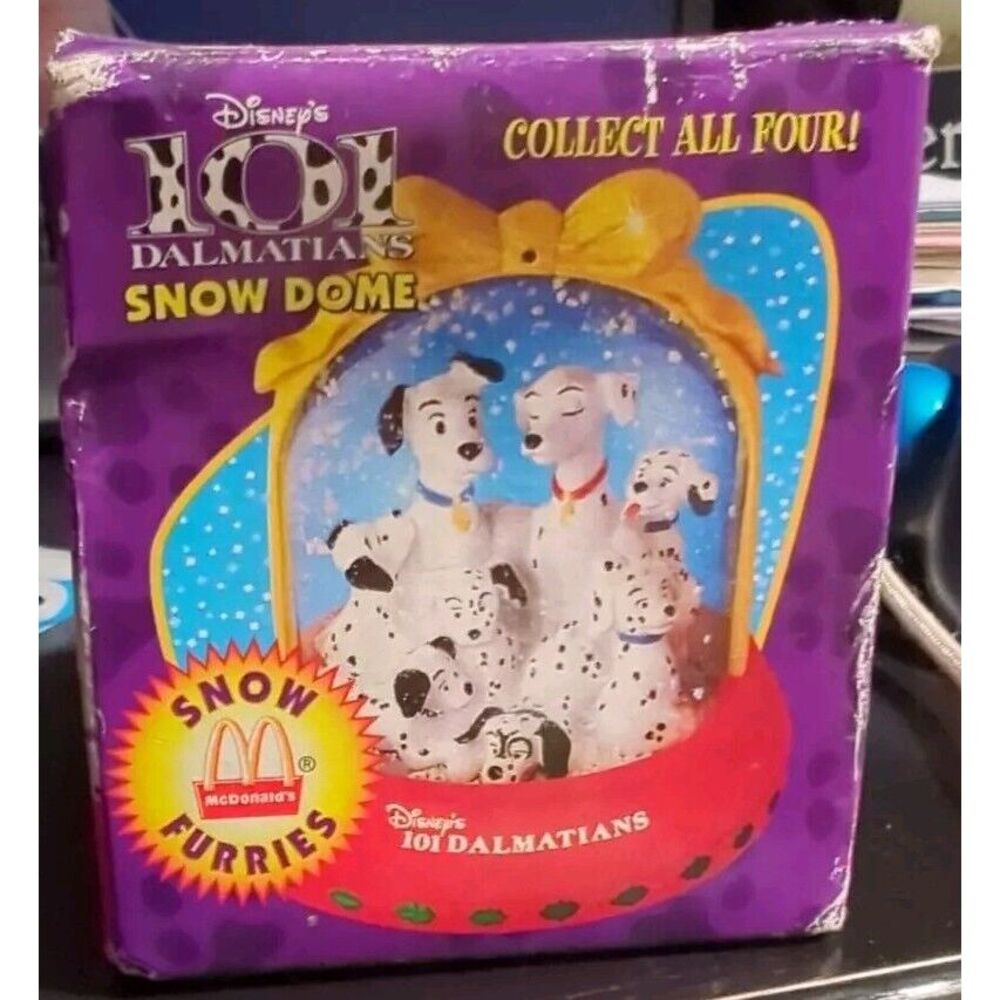 Disney's
101
DALMATIANS
SNOW DOME
COLLECT ALL FOUR!
SNOW
McDonald's®
FURRIES
Disney's
101 DALMATIANS